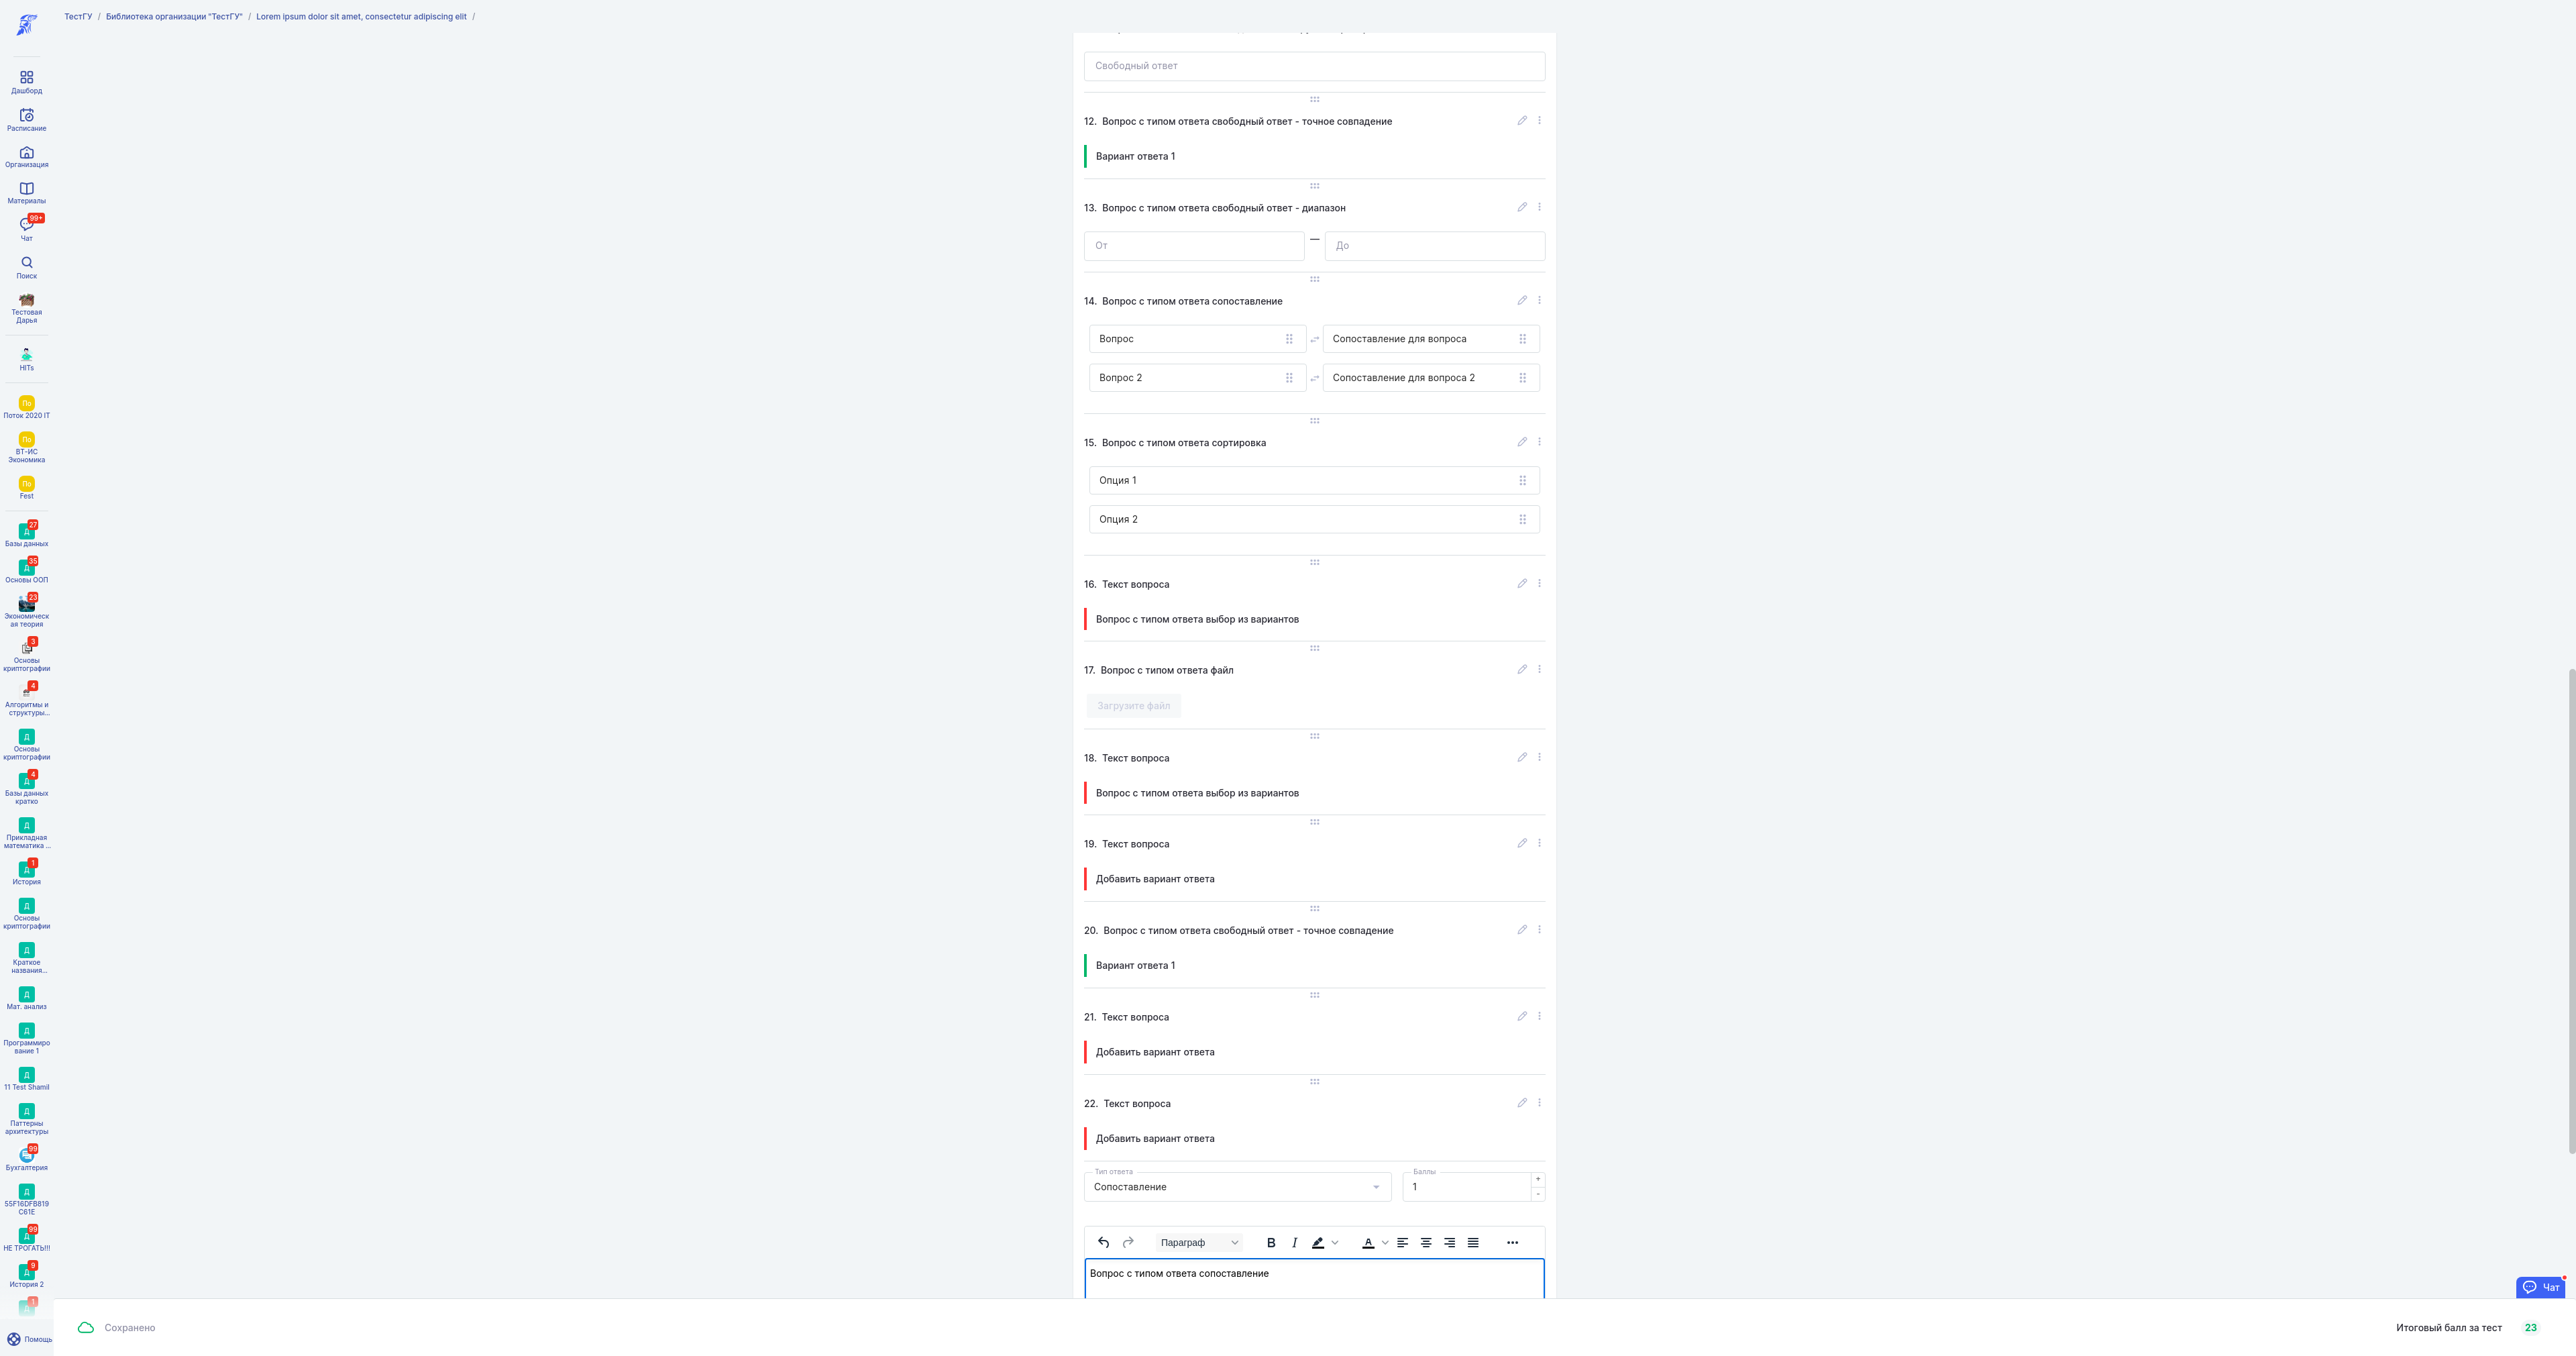 ТестГУ / Библиотека организации "ТестГУ" / Lorem ipsum dolor sit amet, consectetur adipiscing elit /
Дашборд
Расписание
Организация
Материалы
99+
Чат
Поиск
Тестовая
Дарья
HITs
По
Поток 2020 IT
По
ВТ-ИС
Экономика
По
Fest
27
Д
Базы данных
35
Д
Основы ООП
23
Экономическ
ая теория
3
Основы
криптографии
4
Алгоритмы и
структуры...
Д
Основы
криптографии
4
Д
Базы данных
кратко
Д
Прикладная
математика ...
1
Д
История
Д
Основы
криптографии
Д
Краткое
названия...
Д
Мат. анализ
Д
Программиро
вание 1
Д
11 Test Shamil
Д
Паттерны
архитектуры
99
Бухгалтерия
Д
55F16DFB819
C61E
99
Д
НЕ ТРОГАТЬ!!!
9
Д
История 2
1
Д
Помощь
Свободный ответ
12. Вопрос с типом ответа свободный ответ - точное совпадение
Вариант ответа 1
13. Вопрос с типом ответа свободный ответ - диапазон
От — До
14. Вопрос с типом ответа сопоставление
Вопрос Сопоставление для вопроса
Вопрос 2 Сопоставление для вопроса 2
15. Вопрос с типом ответа сортировка
Опция 1
Опция 2
16. Текст вопроса
Вопрос с типом ответа выбор из вариантов
17. Вопрос с типом ответа файл
Загрузите файл
18. Текст вопроса
Вопрос с типом ответа выбор из вариантов
19. Текст вопроса
Добавить вариант ответа
20. Вопрос с типом ответа свободный ответ - точное совпадение
Вариант ответа 1
21. Текст вопроса
Добавить вариант ответа
22. Текст вопроса
Добавить вариант ответа
Тип ответа Баллы
Сопоставление 1 + -
Параграф B I A
Вопрос с типом ответа сопоставление
Чат
Сохранено
Итоговый балл за тест 23